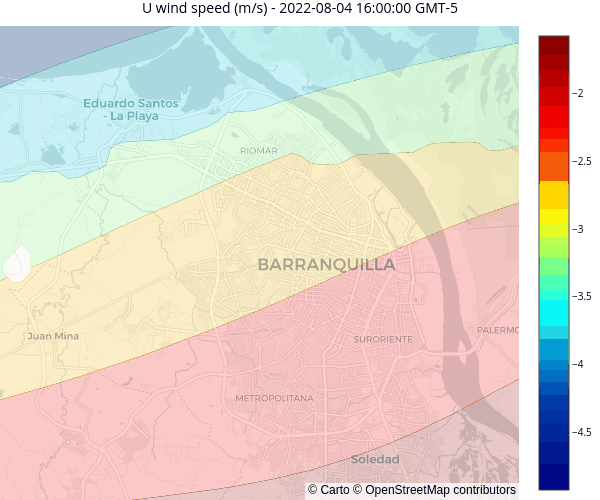 U wind speed (m/s) - 2022-08-04 16:00:00 GMT-5
Eduardo Santos
- La Playa
RIOMAR
BARRANQUILLA
Juan Mina
SURORIENTE
PALERMO
METROPOLITANA
Soledad
© Carto © OpenStreetMap contributors
−2
−2.5
−3
−3.5
−4
−4.5